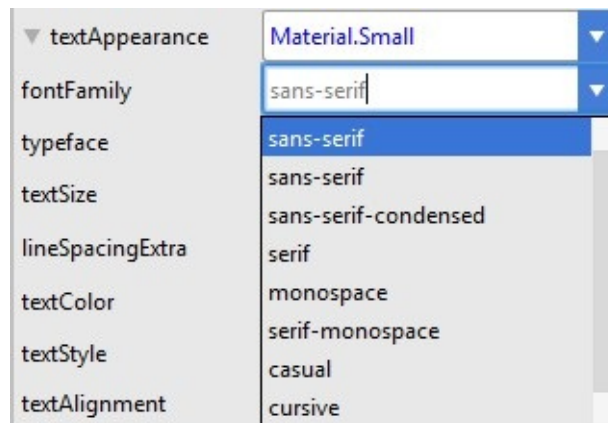 textAppearance Material.Small
fontFamily sans-serif
typeface sans-serif
textSize sans-serif
sans-serif-condensed
lineSpacingExtra serif
textColor monospace
serif-monospace
textStyle casual
textAlignment cursive